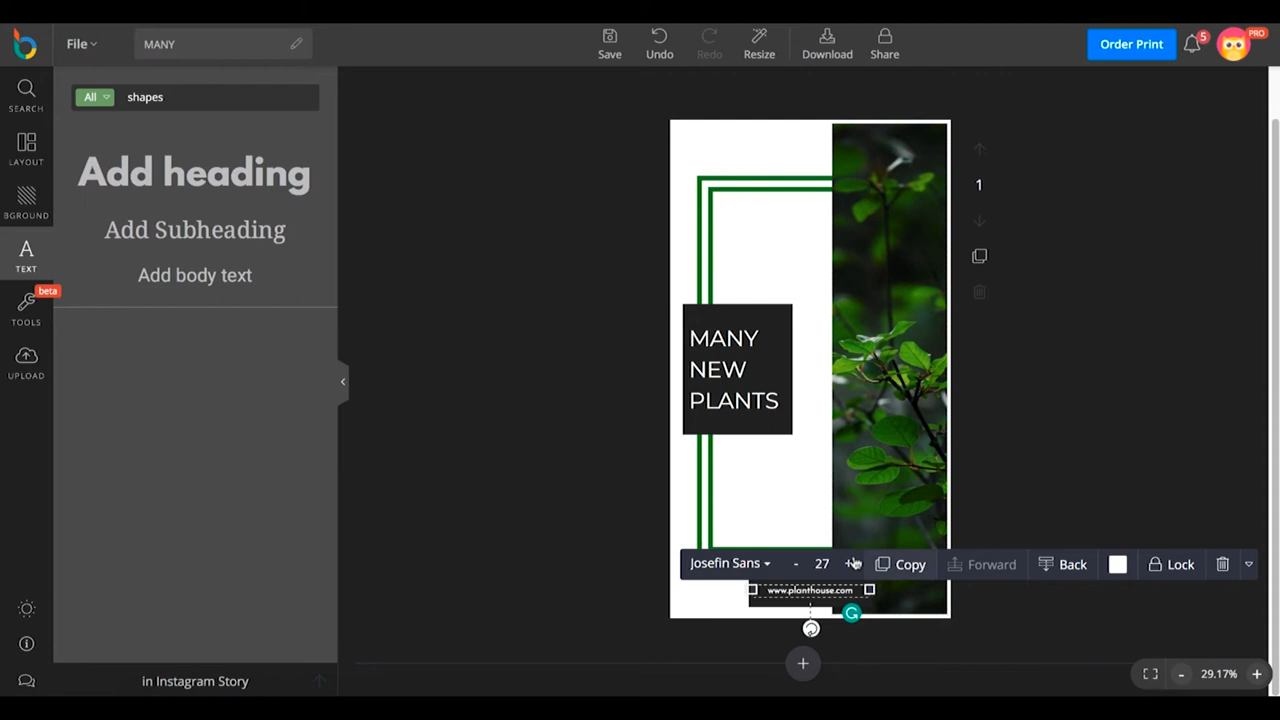 File
MANY
Save
Undo
Redo
Resize
Download
Share
Order Print
5
PRO
SEARCH
LAYOUT
BGROUND
A
TEXT
beta
TOOLS
UPLOAD
All
shapes
Add heading
Add Subheading
Add body text
in Instagram Story
1
MANY
NEW
PLANTS
Josefin Sans
-
27
+
Copy
Forward
Back
Lock
www.planthouse.com
+
-
29.17%
+